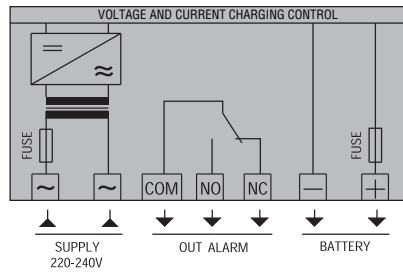 VOLTAGE AND CURRENT CHARGING CONTROL
FUSE
FUSE
~ ~ COM NO NC — +
SUPPLY
220-240V
OUT ALARM
BATTERY